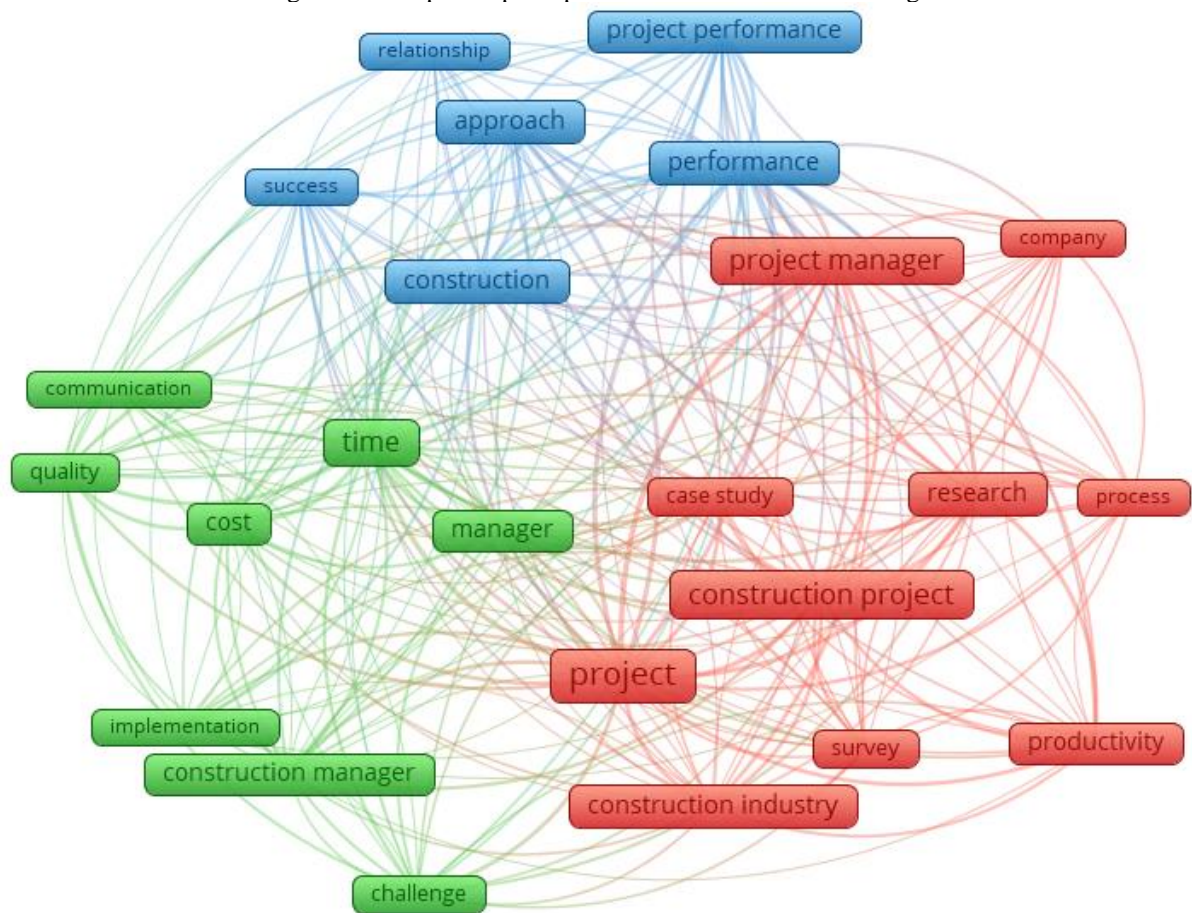 project performance
relationship
approach
performance
success
company
project manager
construction
communication
time
quality
case study
research
process
cost
manager
construction project
project
implementation
survey
productivity
construction manager
construction industry
challenge